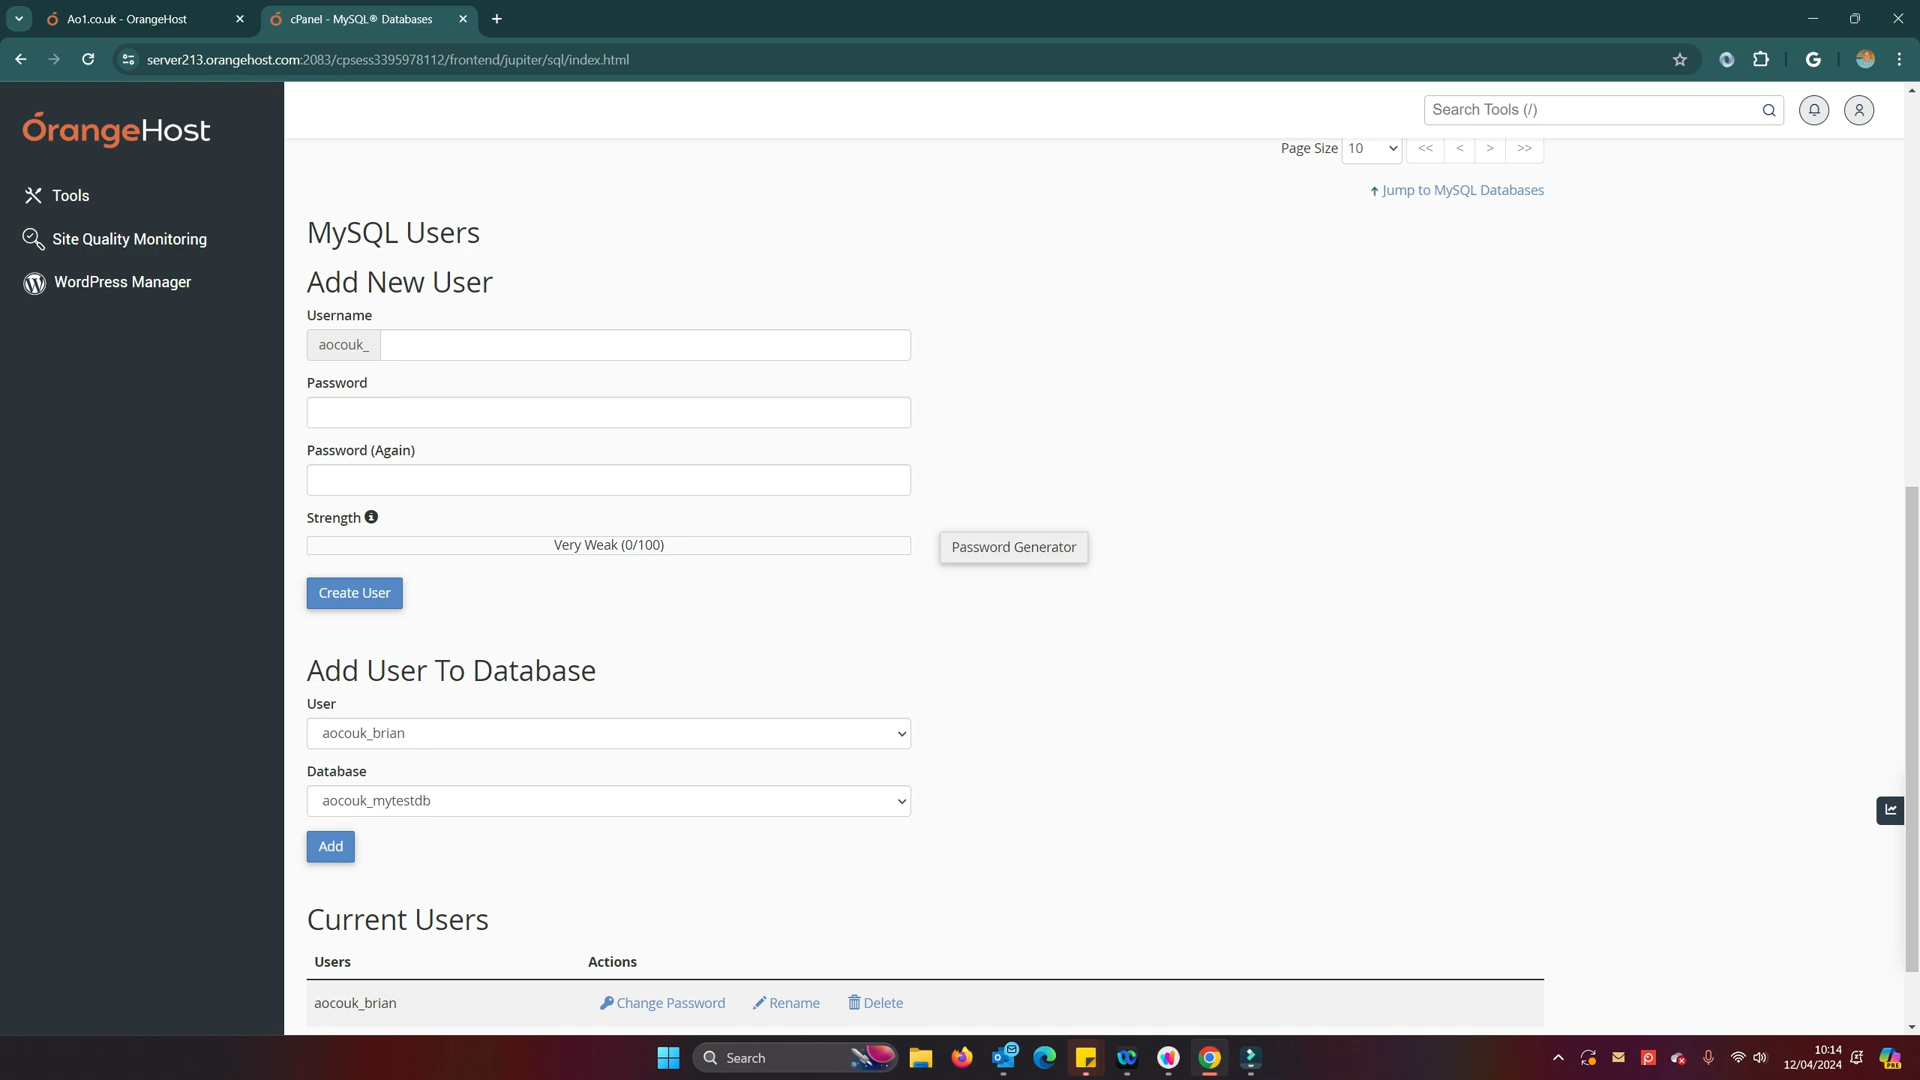 Ao1.co.uk - OrangeHost
cPanel - MySQL® Databases
server213.orangehost.com:2083/cpsess3395978112/frontend/jupiter/sql/index.html
OrangeHost
Search Tools (/)
Page Size 10 << < > >>
Jump to MySQL Databases
Tools
Site Quality Monitoring
WordPress Manager
MySQL Users
Add New User
Username
aocouk_
Password
Password (Again)
Strength
Very Weak (0/100)
Password Generator
Create User
Add User To Database
User
aocouk_brian
Database
aocouk_mytestdb
Add
Current Users
Users Actions
aocouk_brian Change Password Rename Delete
Search
10:14
12/04/2024